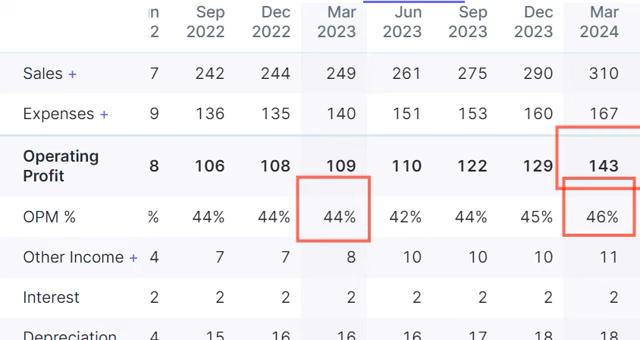 un Sep Dec Mar Jun Sep Dec Mar
2 2022 2022 2023 2023 2023 2023 2024
Sales + 7 242 244 249 261 275 290 310
Expenses + 9 136 135 140 151 153 160 167
Operating
Profit 8 106 108 109 110 122 129 143
OPM % % 44% 44% 44% 42% 44% 45% 46%
Other Income + 4 7 7 8 10 10 10 11
Interest 2 2 2 2 2 2 2 2
Depreciation 4 15 16 16 16 17 18 18